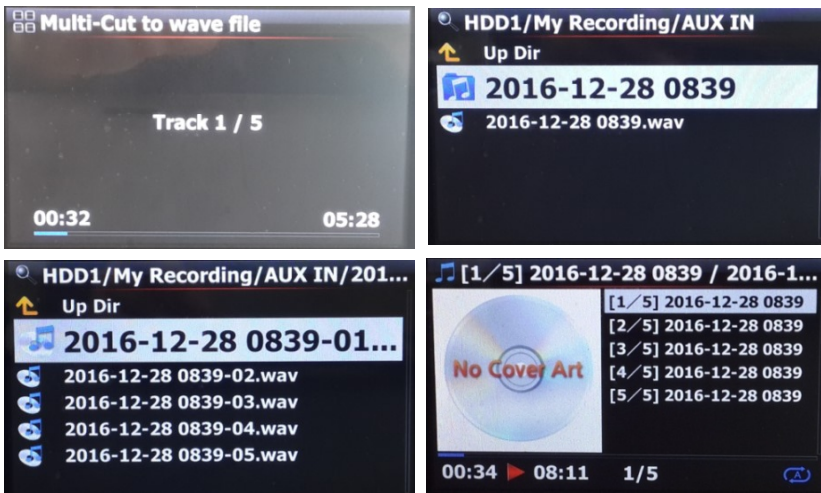 Multi-Cut to wave file
Track 1 / 5
00:32 05:28
HDD1/My Recording/AUX IN
Up Dir
2016-12-28 0839
2016-12-28 0839.wav
HDD1/My Recording/AUX IN/201...
Up Dir
2016-12-28 0839-01...
2016-12-28 0839-02.wav
2016-12-28 0839-03.wav
2016-12-28 0839-04.wav
2016-12-28 0839-05.wav
[1/5] 2016-12-28 0839 / 2016-1...
No Cover Art
[1/5] 2016-12-28 0839
[2/5] 2016-12-28 0839
[3/5] 2016-12-28 0839
[4/5] 2016-12-28 0839
[5/5] 2016-12-28 0839
00:34 08:11 1/5 A